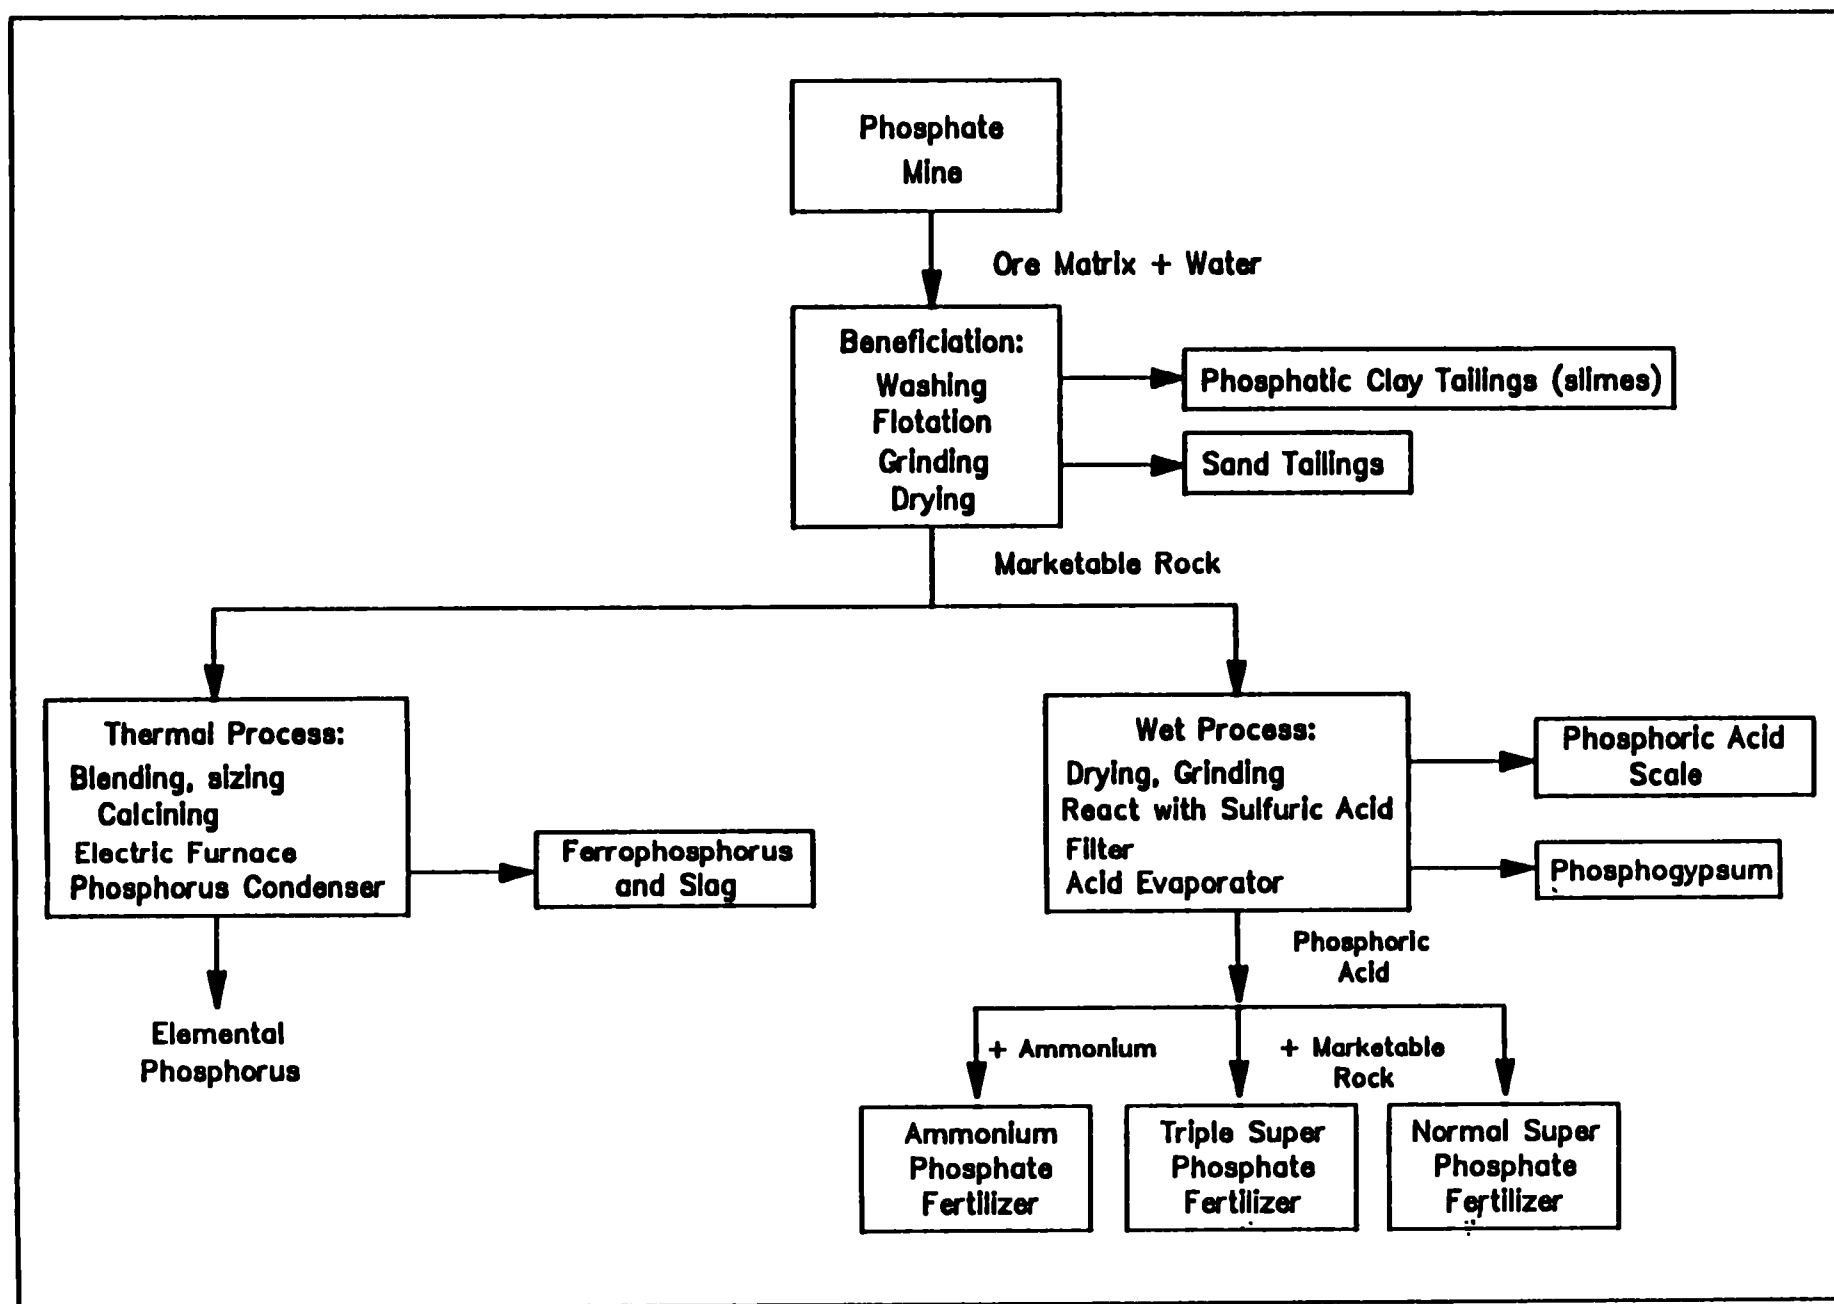 Phosphate
Mine
Ore Matrix + Water
Beneficiation:
Washing
Flotation
Grinding
Drying
Phosphatic Clay Tailings (slimes)
Sand Tailings
Marketable Rock
Thermal Process:
Blending, sizing
Calcining
Electric Furnace
Phosphorus Condenser
Ferrophosphorus
and Slag
Elemental
Phosphorus
Wet Process:
Drying, Grinding
React with Sulfuric Acid
Filter
Acid Evaporator
Phosphoric Acid
Scale
Phosphogypsum
Phosphoric
Acid
+ Ammonium
+ Marketable
Rock
Ammonium
Phosphate
Fertilizer
Triple Super
Phosphate
Fertilizer
Normal Super
Phosphate
Fertilizer